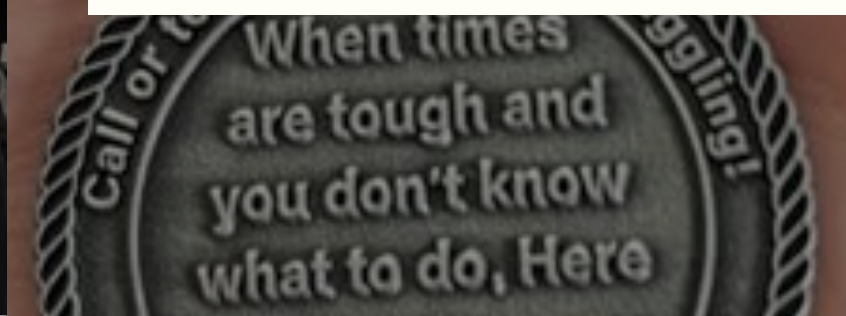 Call or
When times
are tough and
you don't know
what to do, Here
ggling!